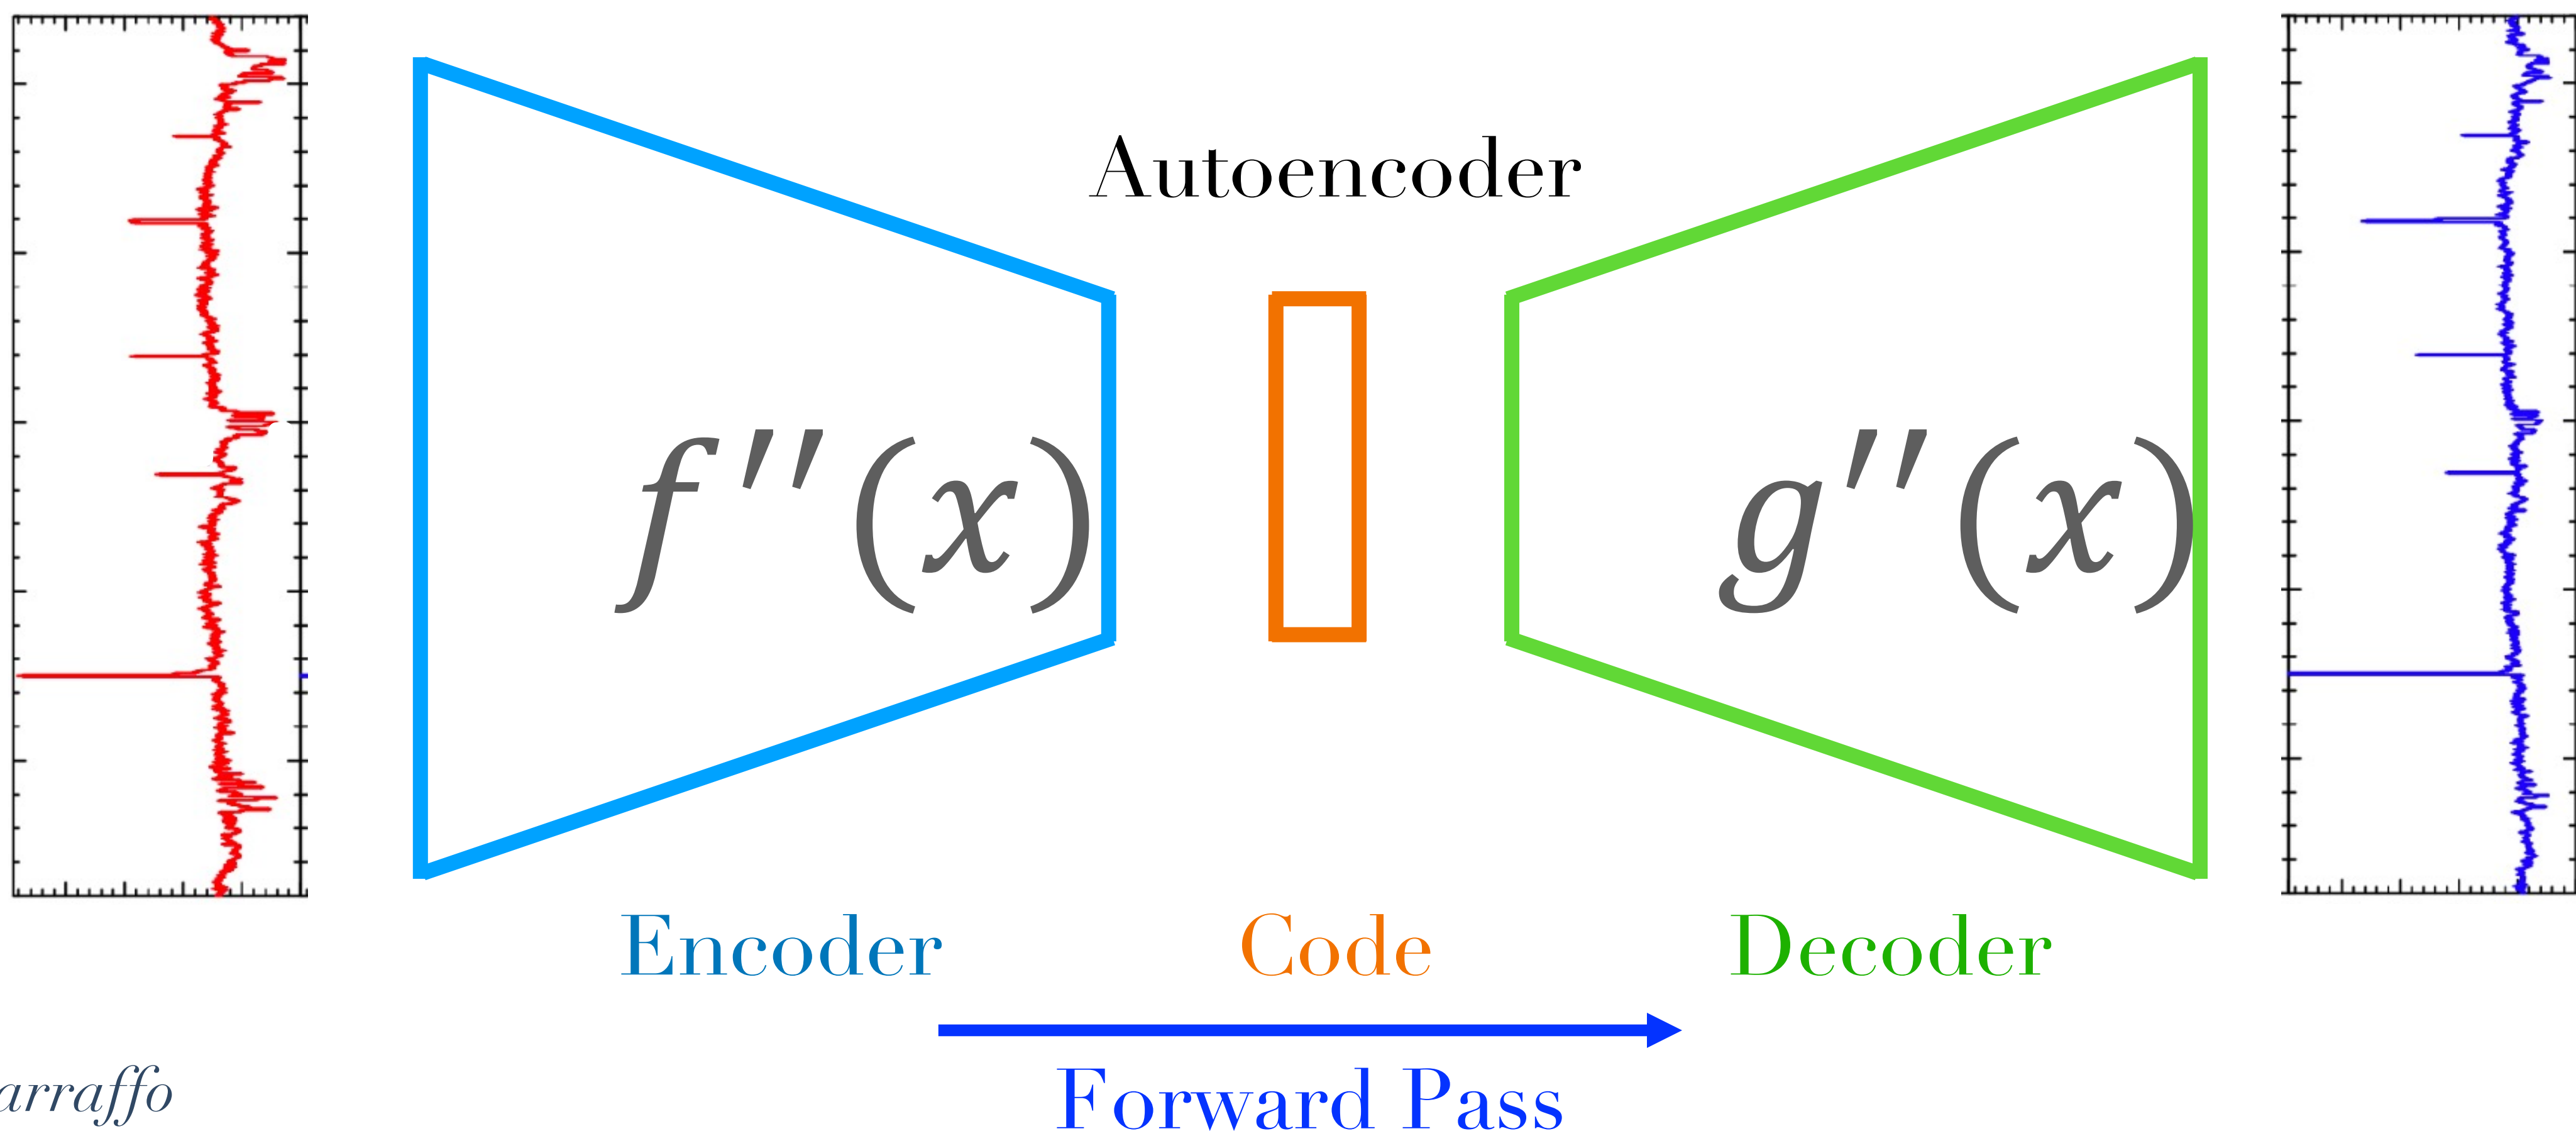 Autoencoder
f''(x)
g''(x)
Encoder
Code
Decoder
Forward Pass
arraffo